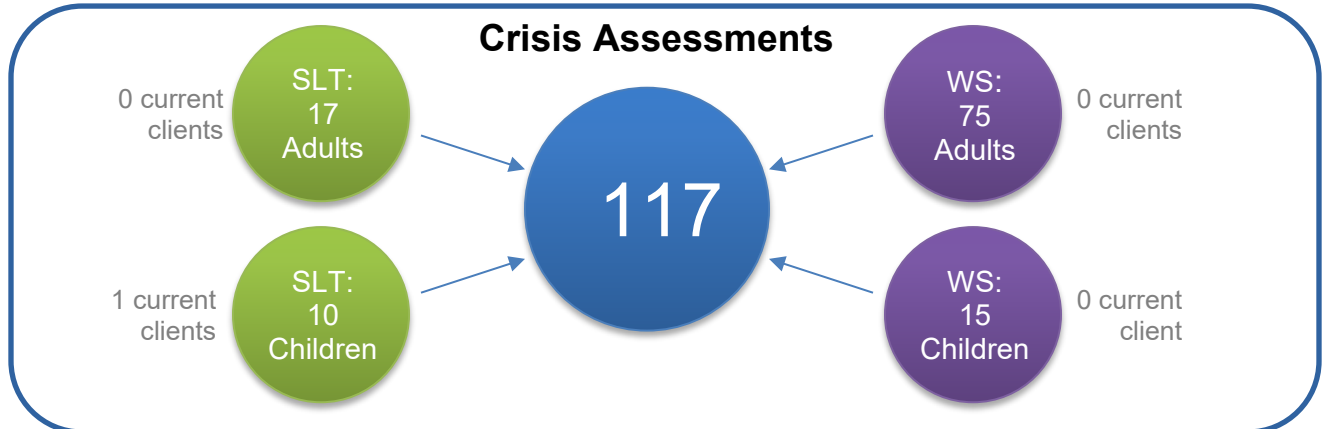 Crisis Assessments
0 current
clients
SLT:
17
Adults
117
WS:
75
Adults
0 current
clients
1 current
clients
SLT:
10
Children
WS:
15
Children
0 current
client